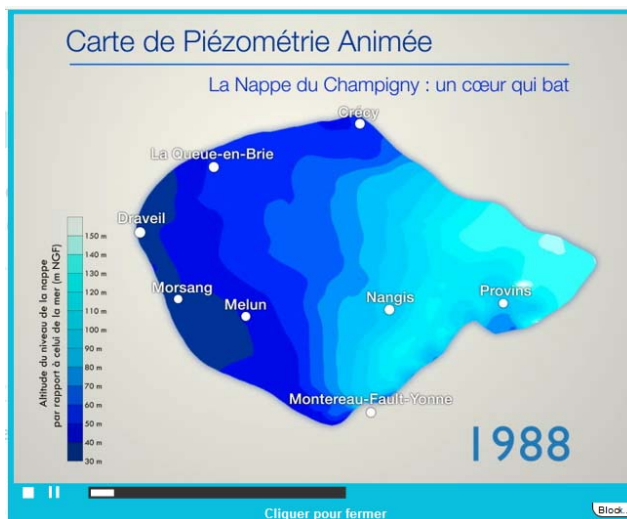 Carte de Piézométrie Animée
La Nappe du Champigny : un cœur qui bat
Crécy
La Queue-en-Brie
Draveil
Morsang
Melun
Nangis
Provins
Montereau-Fault-Yonne
Altitude du niveau de la nappe
par rapport à celui de la mer (m NGF)
150 m
140 m
130 m
120 m
110 m
100 m
90 m
80 m
70 m
60 m
50 m
40 m
30 m
1988
Cliquer pour fermer
Block..